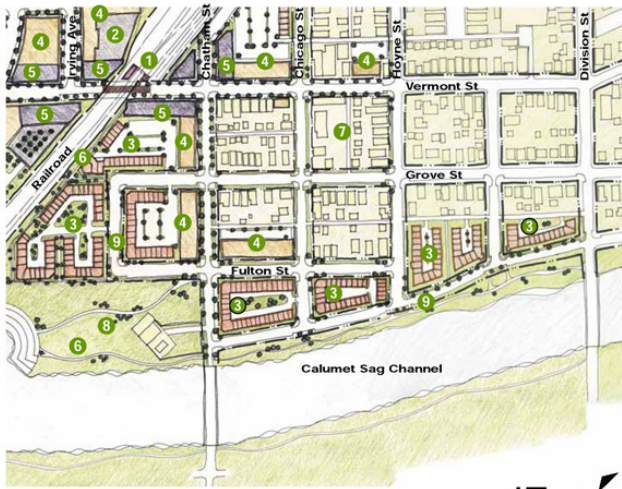 4
4
2
5
5
Irving Ave
1
Chatham St
5
4
Chicago St
4
Hoyne St
Division St
Vermont St
5
5
3
4
7
6
Railroad
Grove St
3
9
4
4
3
3
Fulton St
3
3
9
8
6
Calumet Sag Channel